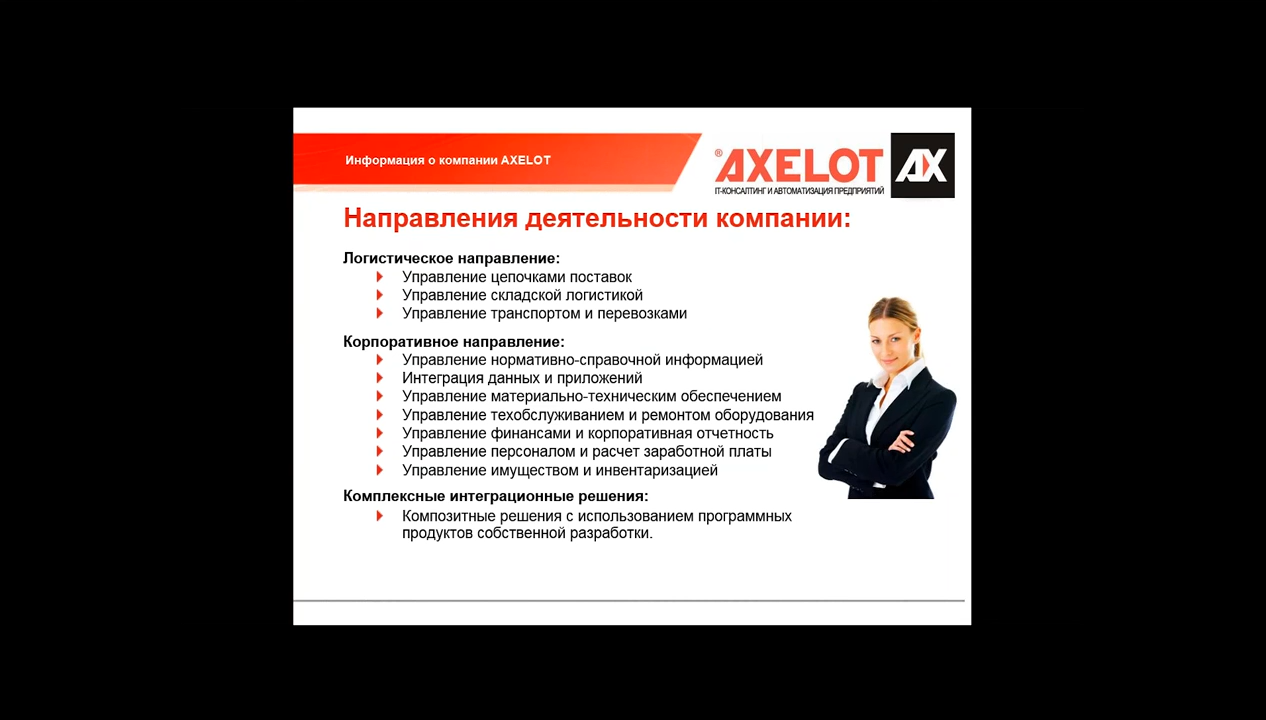 Информация о компании AXELOT
® AXELOT AX
IT-КОНСАЛТИНГ И АВТОМАТИЗАЦИЯ ПРЕДПРИЯТИЙ
Направления деятельности компании:
Логистическое направление:
Управление цепочками поставок
Управление складской логистикой
Управление транспортом и перевозками
Корпоративное направление:
Управление нормативно-справочной информацией
Интеграция данных и приложений
Управление материально-техническим обеспечением
Управление техобслуживанием и ремонтом оборудования
Управление финансами и корпоративная отчетность
Управление персоналом и расчет заработной платы
Управление имуществом и инвентаризацией
Комплексные интеграционные решения:
Композитные решения с использованием программных
продуктов собственной разработки.